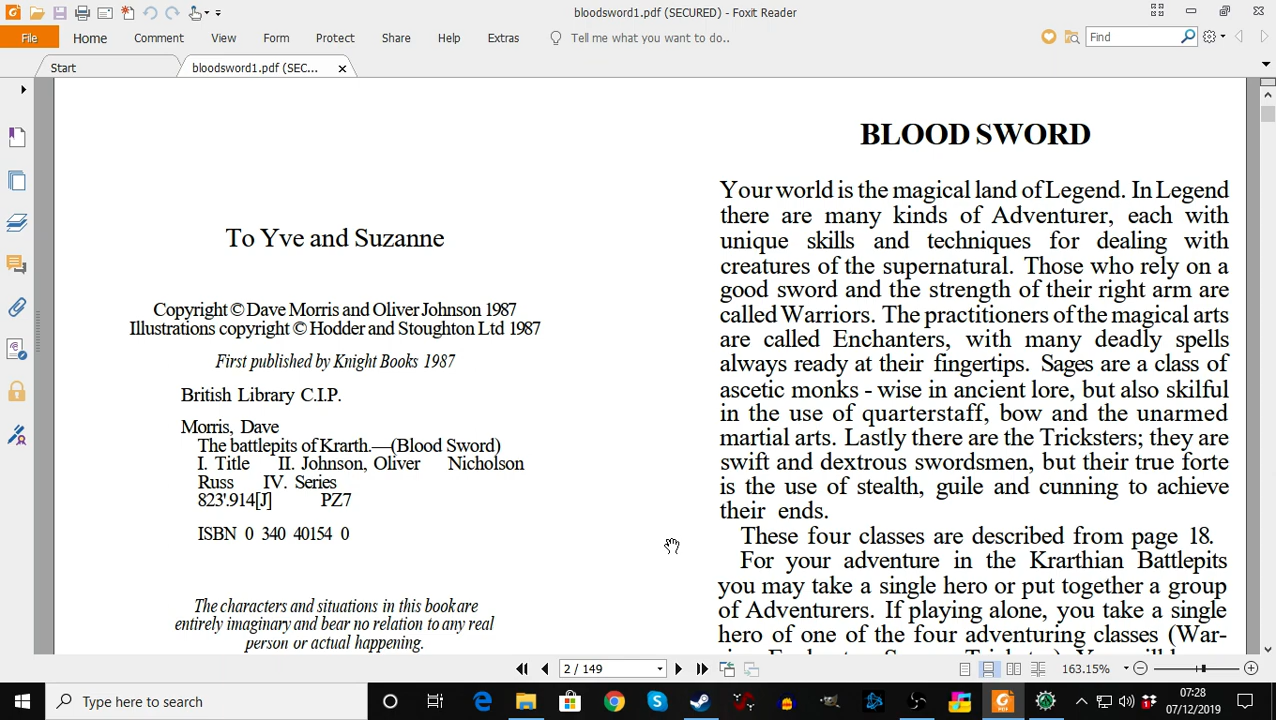 bloodsword1.pdf (SECURED) - Foxit Reader
File Home Comment View Form Protect Share Help Extras Tell me what you want to do.. Find
Start bloodsword1.pdf (SEC...
To Yve and Suzanne
Copyright © Dave Morris and Oliver Johnson 1987
Illustrations copyright © Hodder and Stoughton Ltd 1987
First published by Knight Books 1987
British Library C.I.P.
Morris, Dave
The battlepits of Krarth.—(Blood Sword)
I. Title II. Johnson, Oliver Nicholson
Russ IV. Series
823'.914[J] PZ7
ISBN 0 340 40154 0
The characters and situations in this book are
entirely imaginary and bear no relation to any real
person or actual happening.
BLOOD SWORD
Your world is the magical land of Legend. In Legend
there are many kinds of Adventurer, each with
unique skills and techniques for dealing with
creatures of the supernatural. Those who rely on a
good sword and the strength of their right arm are
called Warriors. The practitioners of the magical arts
are called Enchanters, with many deadly spells
always ready at their fingertips. Sages are a class of
ascetic monks - wise in ancient lore, but also skilful
in the use of quarterstaff, bow and the unarmed
martial arts. Lastly there are the Tricksters; they are
swift and dextrous swordsmen, but their true forte
is the use of stealth, guile and cunning to achieve
their ends.
These four classes are described from page 18.
For your adventure in the Krarthian Battlepits
you may take a single hero or put together a group
of Adventurers. If playing alone, you take a single
hero of one of the four adventuring classes (War-
rior, Enchanter, Sage, Trickster). You will
2 / 149 163.15%
Type here to search 07:28
07/12/2019